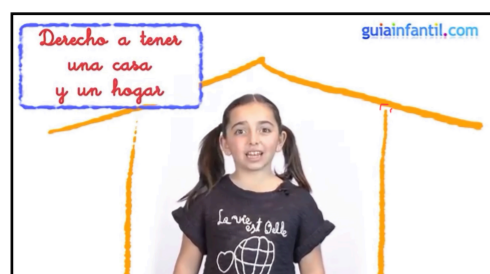 Derecho a tener
una casa
y un hogar
guiainfantil.com
La vie
est Belle